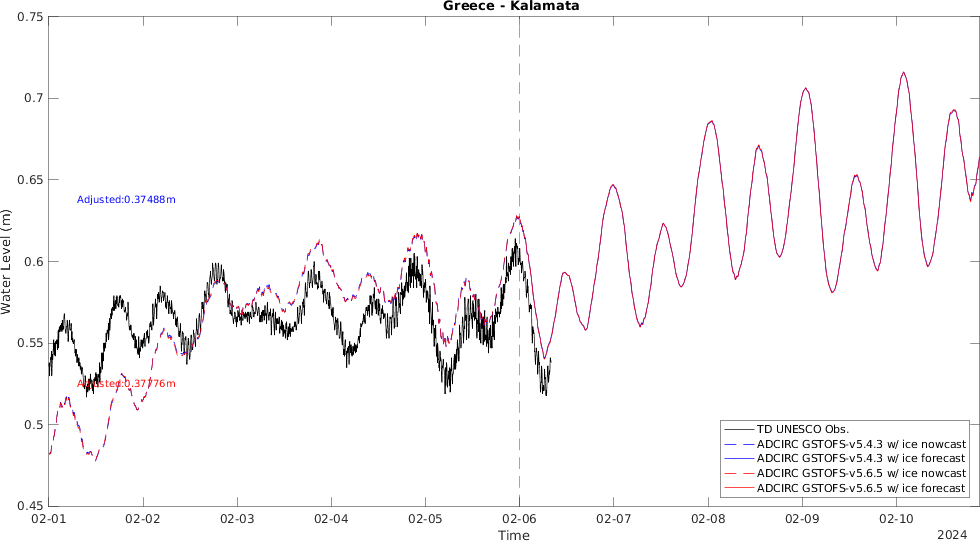 Greece - Kalamata
0.75
0.7
0.65
0.6
0.55
0.5
0.45
Water Level (m)
Adjusted:0.37488m
Adjusted:0.37776m
TD UNESCO Obs.
ADCIRC GSTOFS-v5.4.3 w/ ice nowcast
ADCIRC GSTOFS-v5.4.3 w/ ice forecast
ADCIRC GSTOFS-v5.6.5 w/ ice nowcast
ADCIRC GSTOFS-v5.6.5 w/ ice forecast
02-01 02-02 02-03 02-04 02-05 02-06 02-07 02-08 02-09 02-10
Time
2024